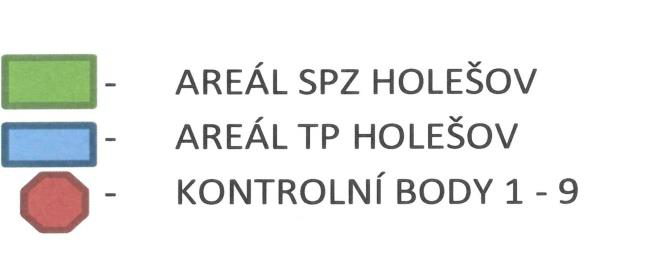 - AREÁL SPZ HOLEŠOV
- AREÁL TP HOLEŠOV
- KONTROLNÍ BODY 1 - 9